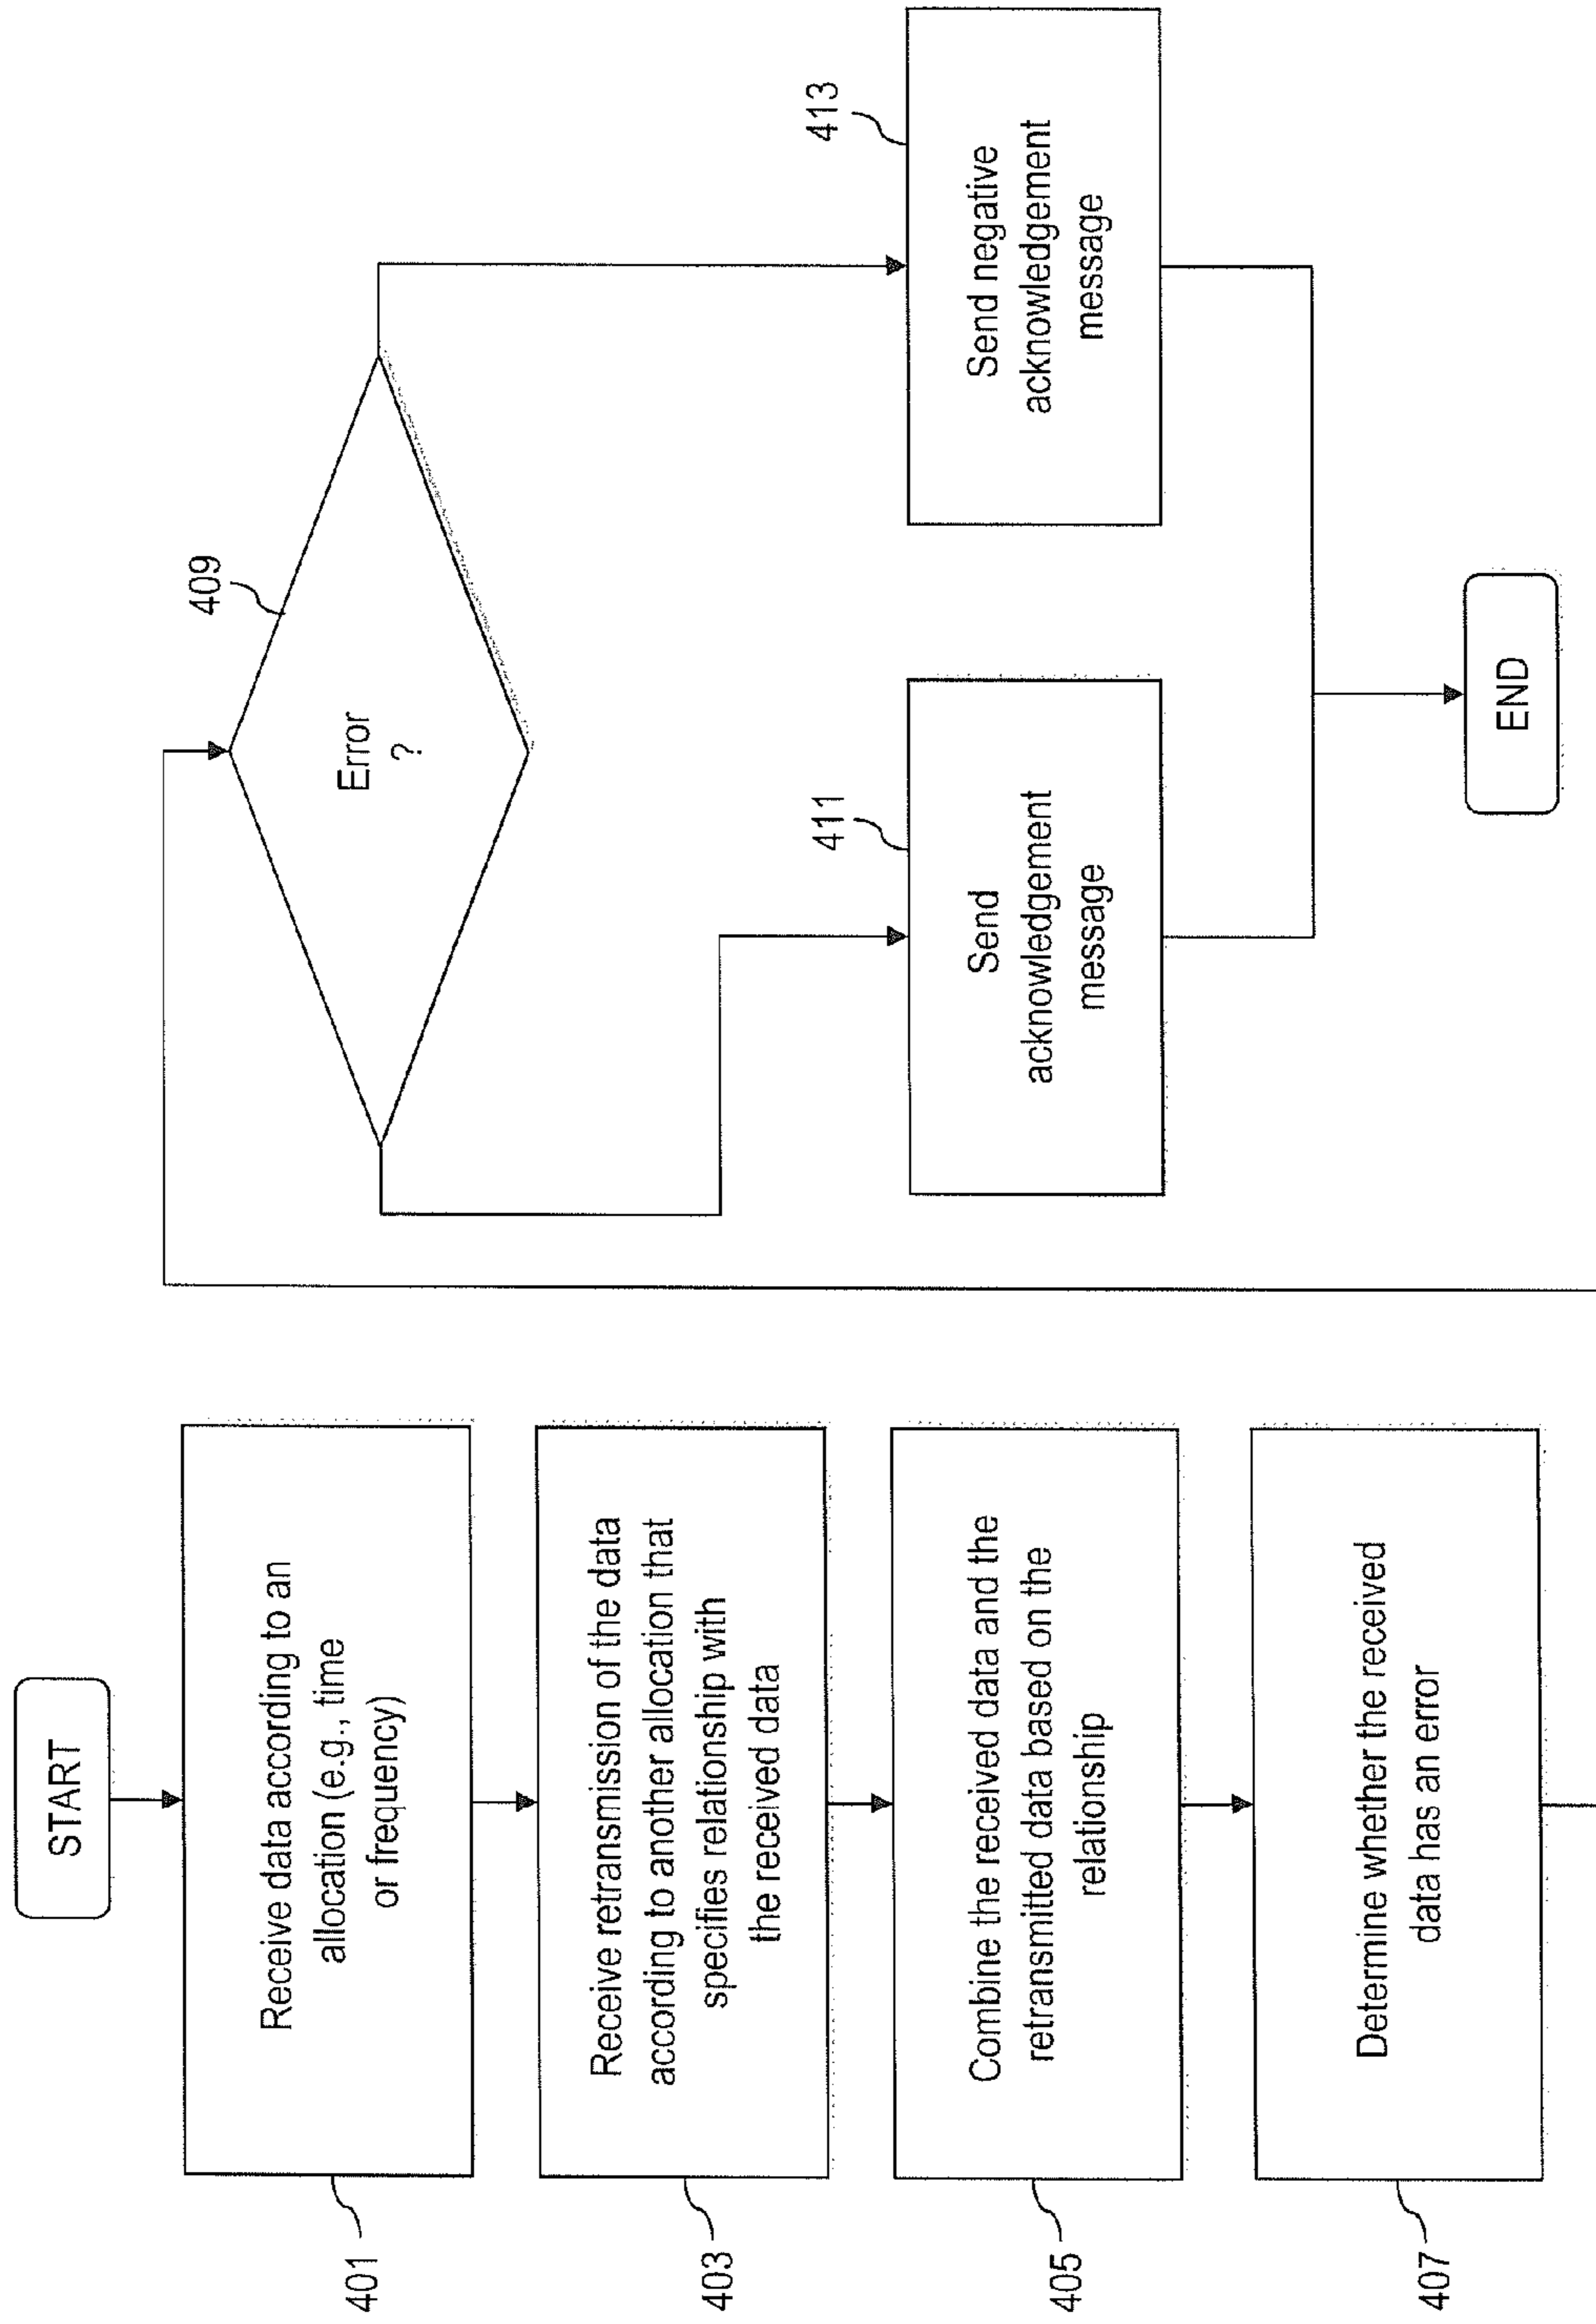 START
Receive data according to an
allocation (e.g., time
or frequency)
401
Receive retransmission of the data
according to another allocation that
specifies relationship with
the received data
403
Combine the received data and the
retransmitted data based on the
relationship
405
Determine whether the received
data has an error
407
409
Error
?
411
Send
acknowledgement
message
413
Send negative
acknowledgement
message
END